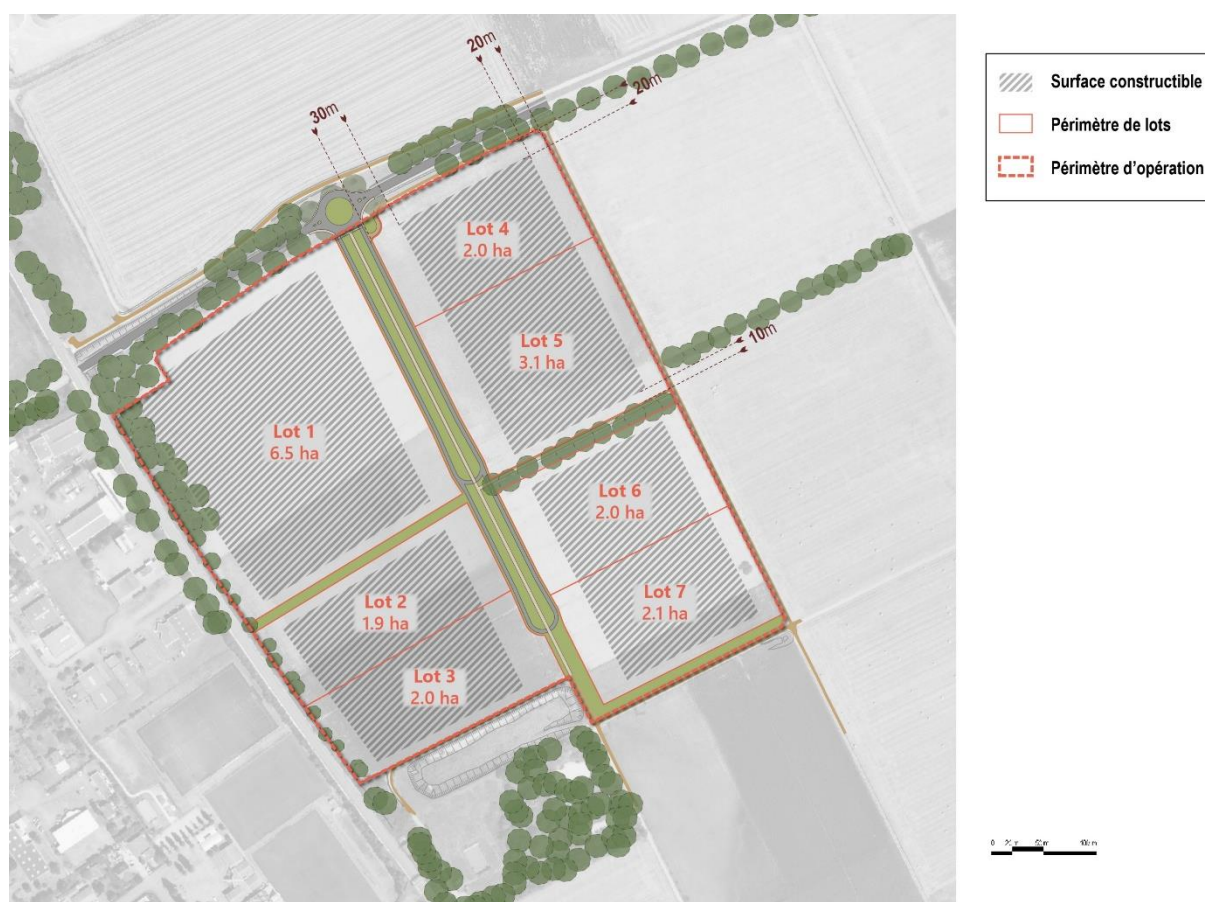 20m
20m
30m
Lot 4
2.0 ha
Lot 5
3.1 ha
10m
Lot 1
6.5 ha
Lot 6
2.0 ha
Lot 2
1.9 ha
Lot 7
2.1 ha
Lot 3
2.0 ha
Surface constructible
Périmètre de lots
Périmètre d'opération